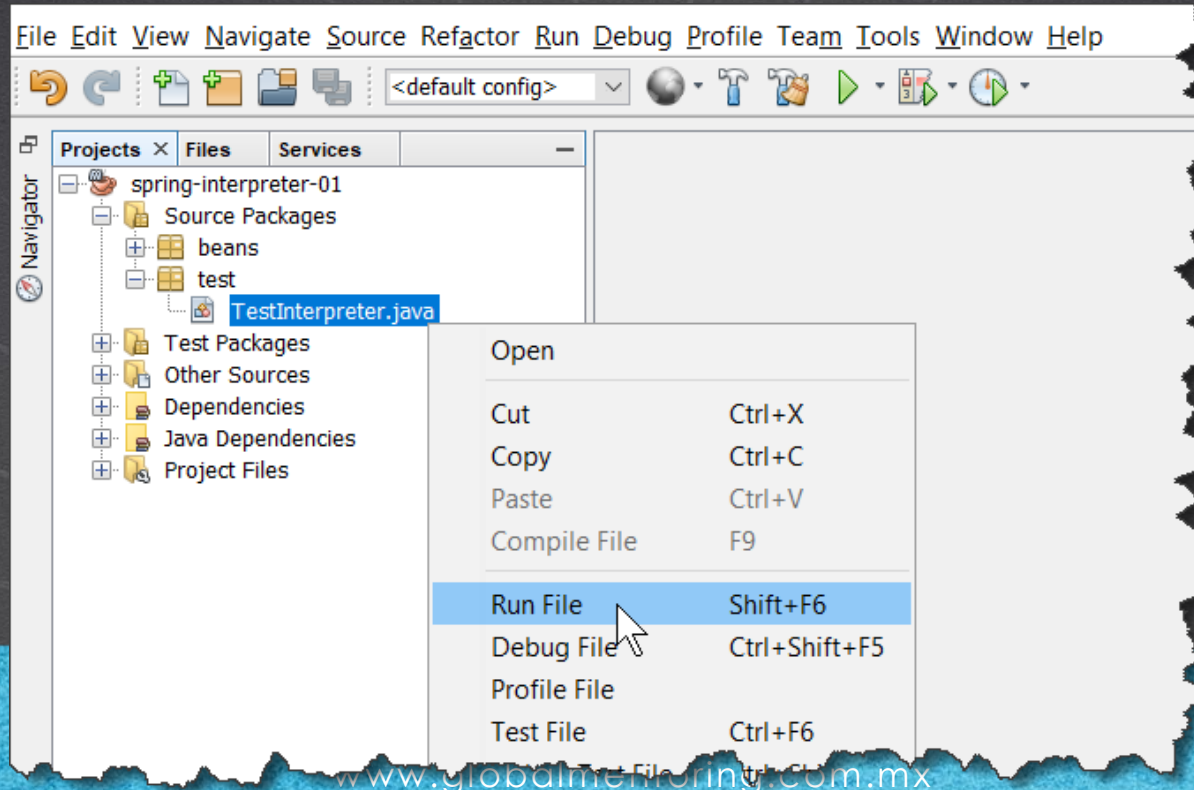 File Edit View Navigate Source Refactor Run Debug Profile Team Tools Window Help
<default config>
Projects Files Services
Navigator
spring-interpreter-01
Source Packages
beans
test
TestInterpreter.java
Test Packages
Other Sources
Dependencies
Java Dependencies
Project Files
Open
Cut Ctrl+X
Copy Ctrl+C
Paste Ctrl+V
Compile File F9
Run File Shift+F6
Debug File Ctrl+Shift+F5
Profile File
Test File Ctrl+F6
www.globalmentoring.com.mx